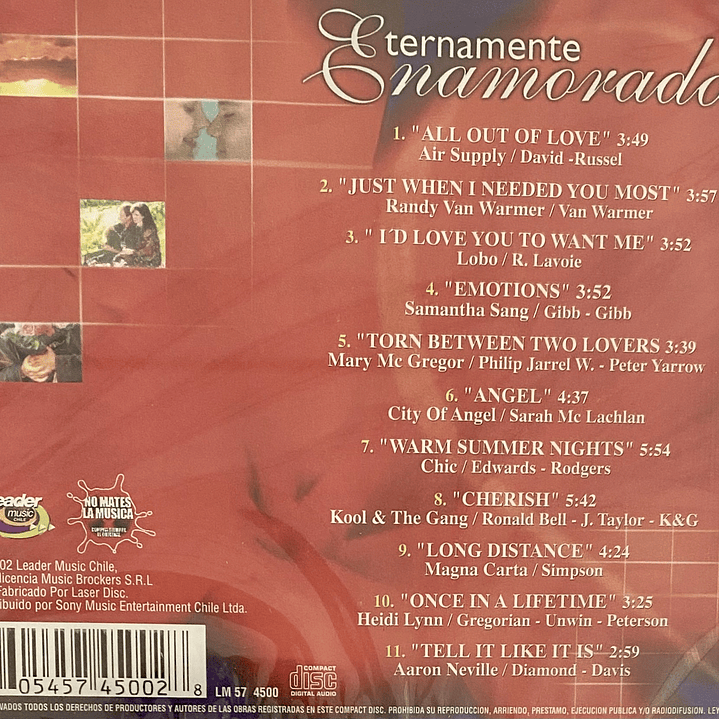 Eternamente
Enamorado
1. "ALL OUT OF LOVE" 3:49
Air Supply / David -Russel
2. "JUST WHEN I NEEDED YOU MOST" 3:57
Randy Van Warmer / Van Warmer
3. " I´D LOVE YOU TO WANT ME" 3:52
Lobo / R. Lavoie
4. "EMOTIONS" 3:52
Samantha Sang / Gibb - Gibb
5. "TORN BETWEEN TWO LOVERS 3:39
Mary Mc Gregor / Philip Jarrel W. - Peter Yarrow
6. "ANGEL" 4:37
City Of Angel / Sarah Mc Lachlan
7. "WARM SUMMER NIGHTS" 5:54
Chic / Edwards - Rodgers
8. "CHERISH" 5:42
Kool & The Gang / Ronald Bell - J. Taylor - K&G
9. "LONG DISTANCE" 4:24
Magna Carta / Simpson
10. "ONCE IN A LIFETIME" 3:25
Heidi Lynn / Gregorian - Unwin - Peterson
11. "TELL IT LIKE IT IS" 2:59
Aaron Neville / Diamond - Davis
eader
music
CHILE
NO MATES
LA MUSICA
02 Leader Music Chile,
licencia Music Brockers S.R.L
Fabricado Por Laser Disc.
ibuido por Sony Music Entertainment Chile Ltda.
05457 45002 8
LM 57 4500
COMPACT
disc
DIGITAL AUDIO
VADOS TODOS LOS DERECHOS DE PRODUCTORES Y AUTORES DE LAS OBRAS REGISTRADAS EN ESTE COMPACT DISC. PROHIBIDA SU REPRODUCCION, ARRIENDO, PRESTAMO, EJECUCION PUBLICA Y/O RADIODIFUSION. LEY